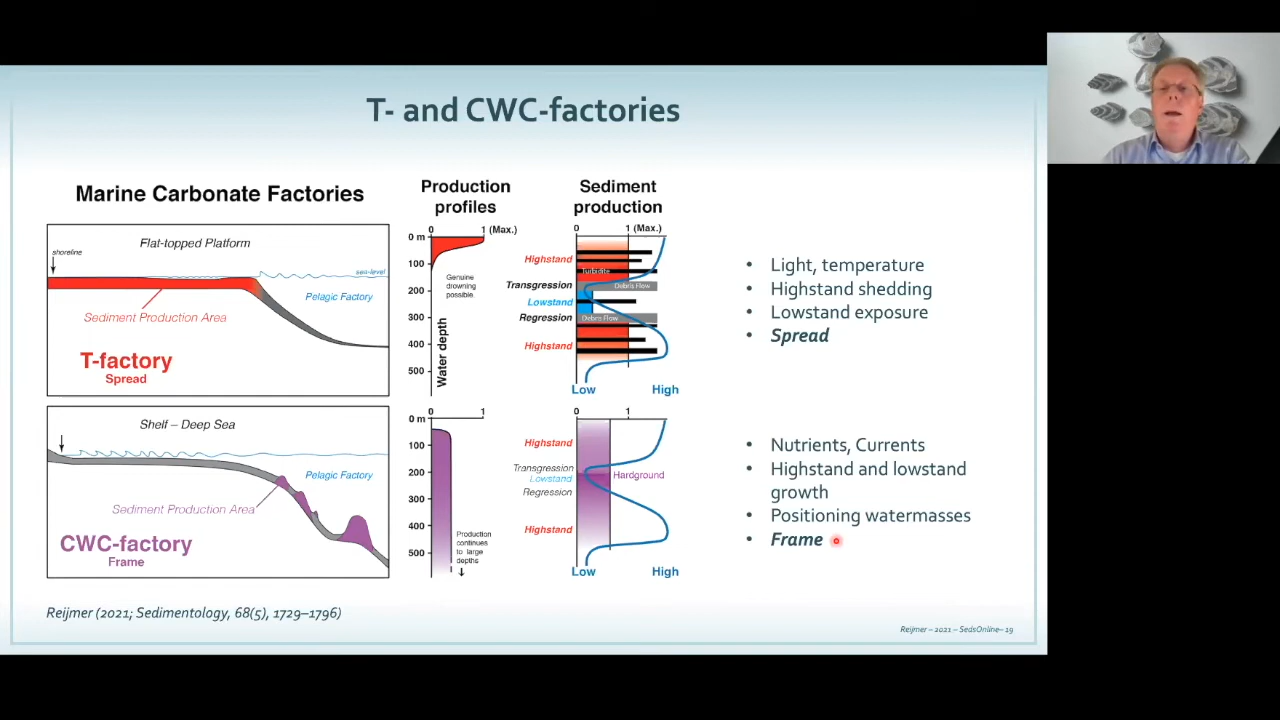 T- and CWC-factories
Marine Carbonate Factories
Production
profiles
Sediment
production
Flat-topped Platform
shoreline
sea-level
Pelagic Factory
Sediment Production Area
T-factory
Spread
0 1 (Max.)
0 m
100
200
300
400
500
Water depth
Genuine
drowning
possible.
0 1 (Max.)
Highstand
Turbidite
Transgression
Debris Flow
Lowstand
Regression
Debris Flow
Highstand
Low High
Light, temperature
Highstand shedding
Lowstand exposure
Spread
Shelf – Deep Sea
Pelagic Factory
Sediment Production Area
CWC-factory
Frame
0 1
0 m
100
200
300
400
500
Production
continues
to large
depths
0 1
Highstand
Transgression
Lowstand
Hardground
Regression
Highstand
Low High
Nutrients, Currents
Highstand and lowstand
growth
Positioning watermasses
Frame
Reijmer (2021; Sedimentology, 68(5), 1729–1796)
Reijmer – 2021 – SedsOnline– 19